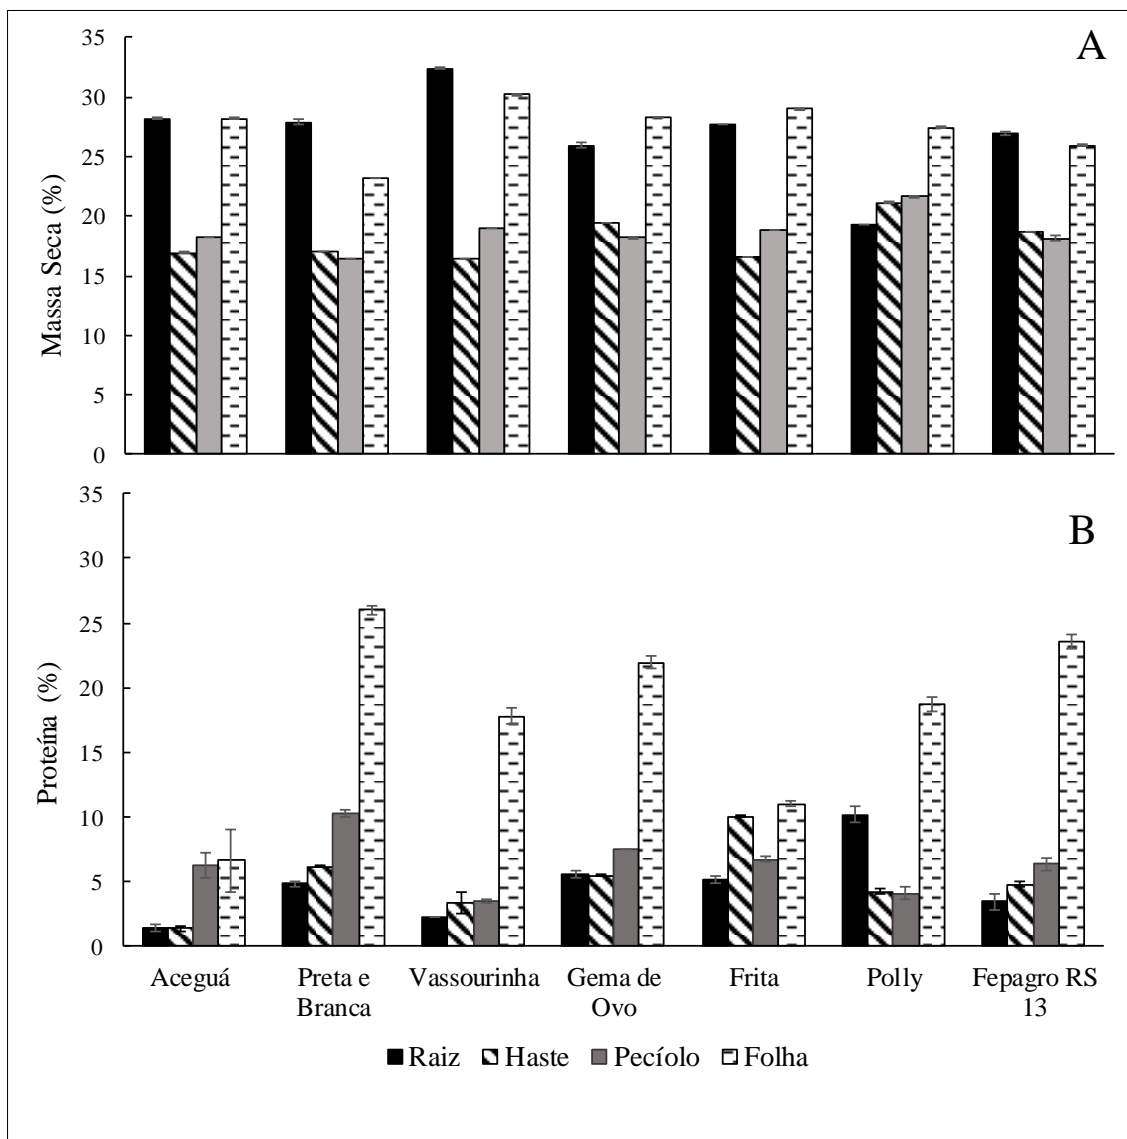 A
Massa Seca (%)
35
30
25
20
15
10
5
0
B
Proteína (%)
35
30
25
20
15
10
5
0
Aceguá
Preta e
Branca
Vassourinha
Gema de
Ovo
Frita
Polly
Fepagro RS
13
Raiz Haste Pecíolo Folha